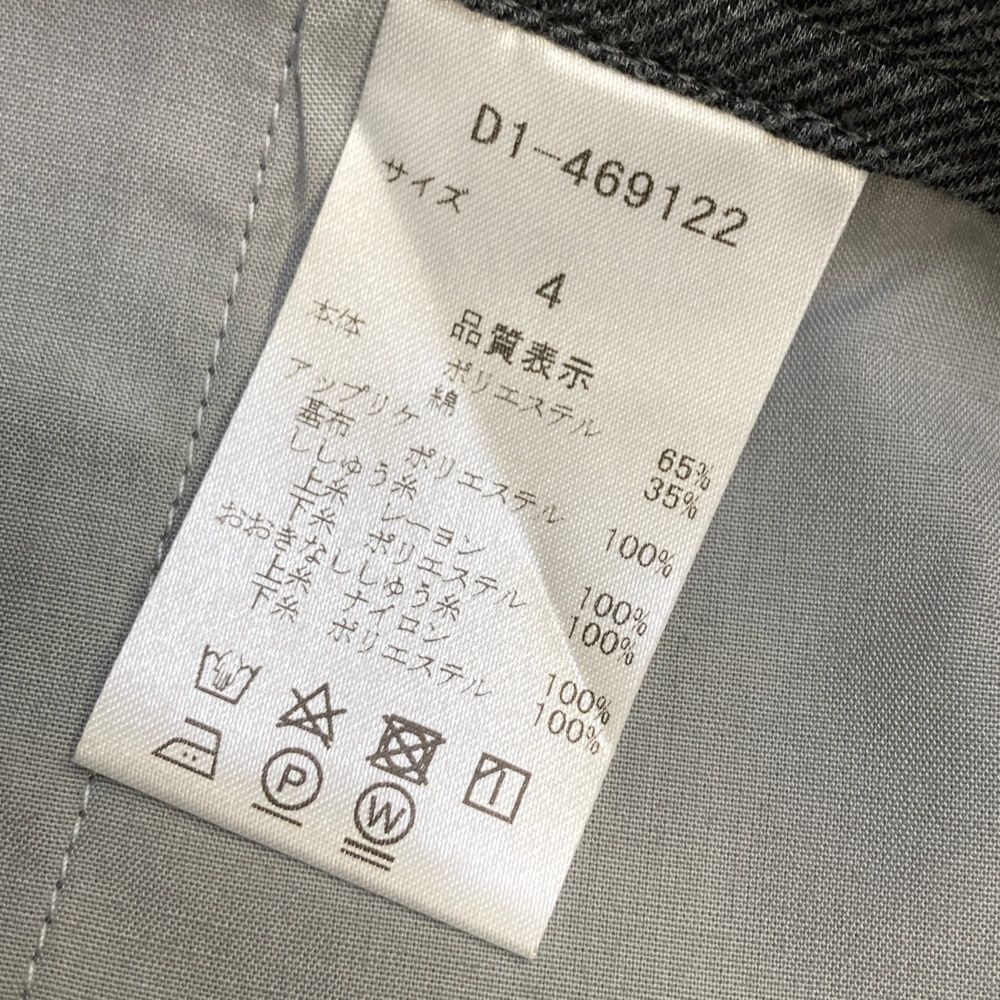 D1-469122
サイズ
4
品質表示
本体 ポリエステル 65%
綿 35%
アップリケ
基布 ポリエステル 100%
ししゅう糸
上糸 レーヨン 100%
下糸 ポリエステル 100%
おおきなししゅう糸
上糸 ナイロン 100%
下糸 ポリエステル 100%
P
W